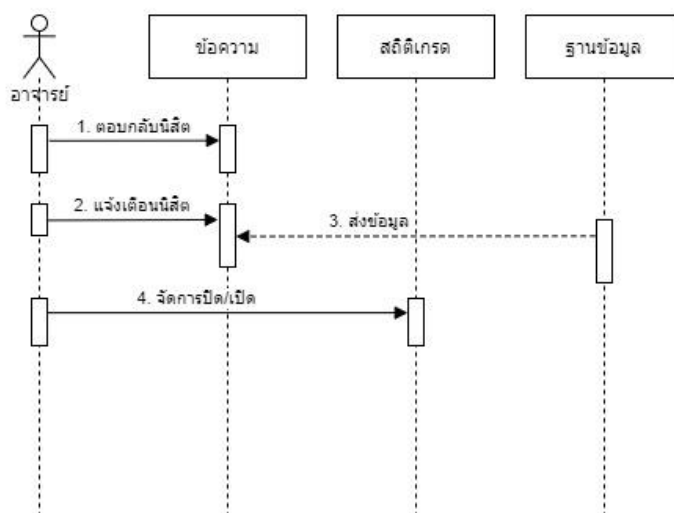 อาจารย์
ข้อความ
สถิติเกรด
ฐานข้อมูล
1. ตอบกลับนิสิต
2. แจ้งเตือนนิสิต
3. ส่งข้อมูล
4. จัดการปิด/เปิด